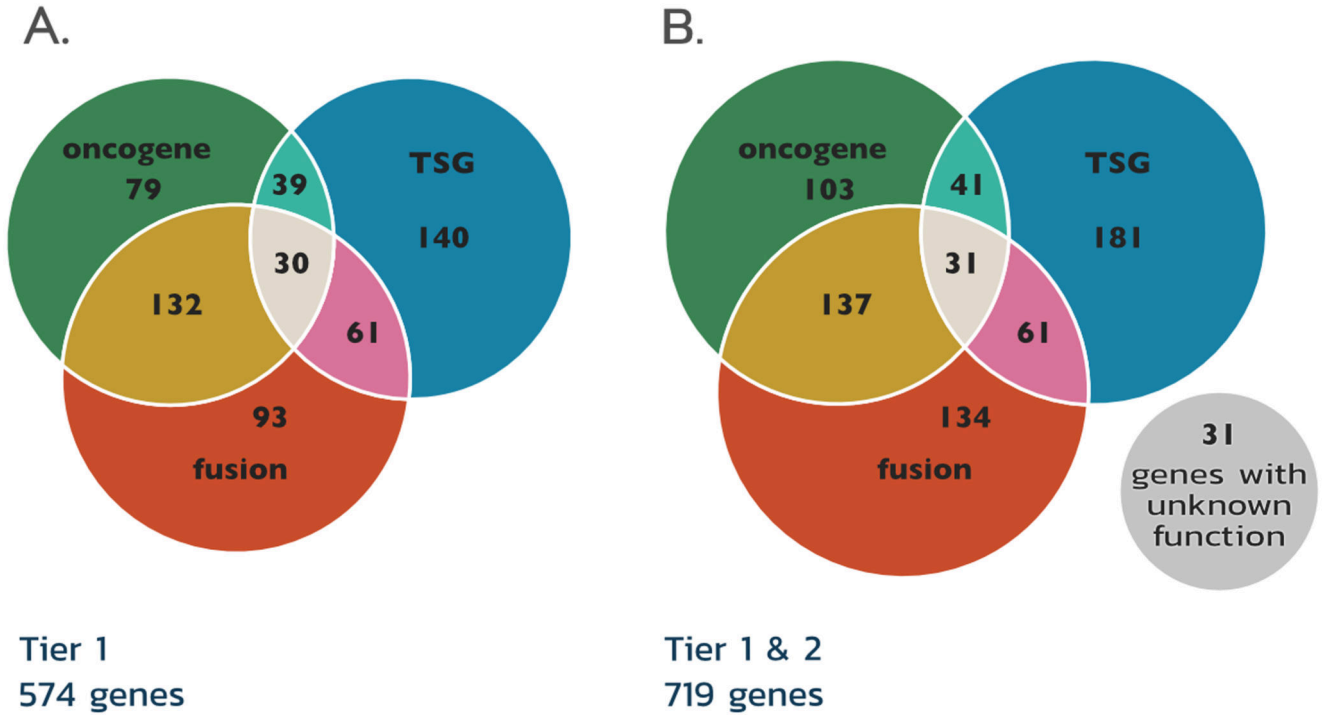 A.
oncogene
79
39
TSG
140
30
132
61
93
fusion
Tier 1
574 genes
B.
oncogene
103
41
TSG
181
31
137
61
134
fusion
31
genes with
unknown
function
Tier 1 & 2
719 genes